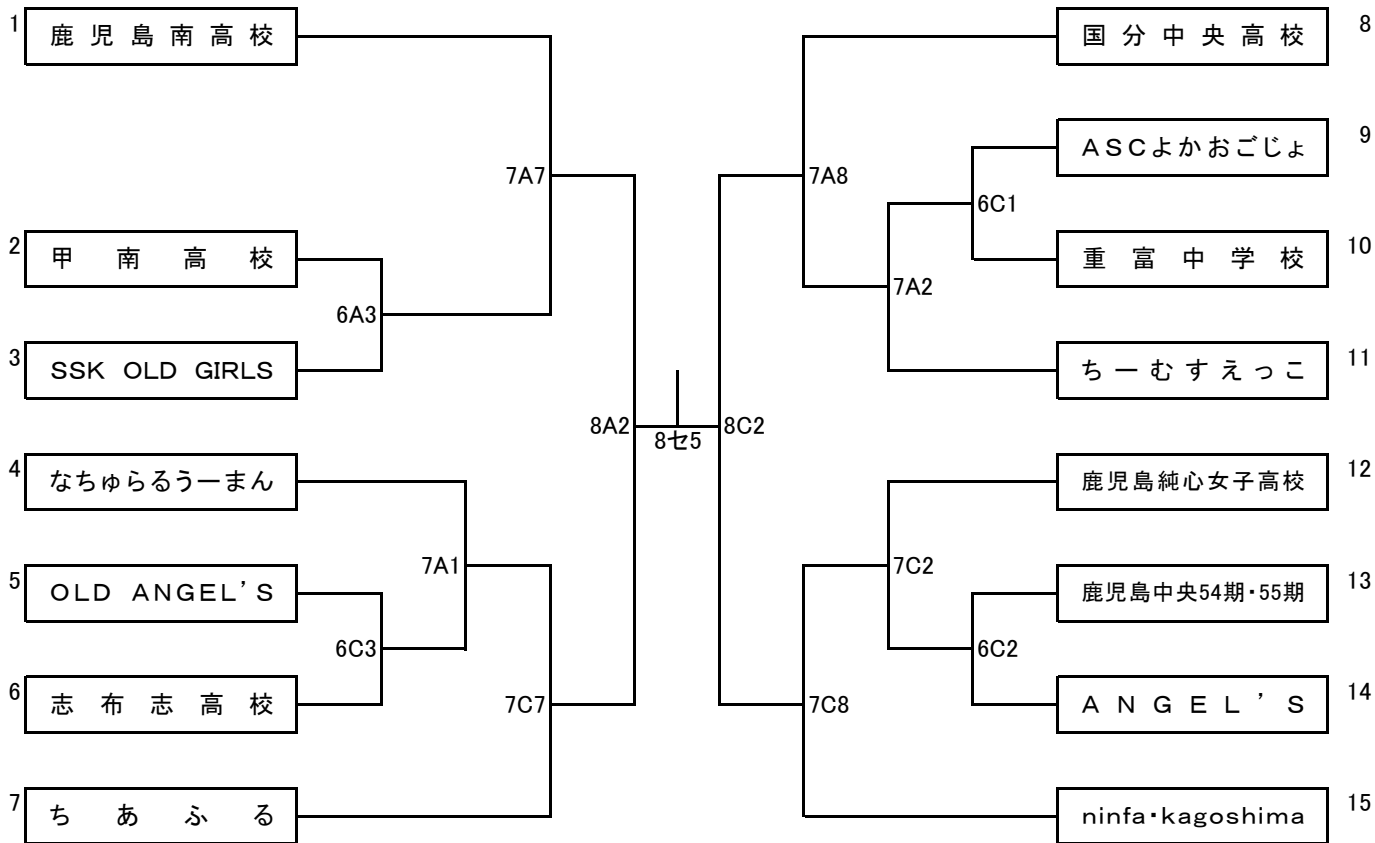 1 鹿児島南高校
2 甲南高校
3 SSK OLD GIRLS
4 なちゅらるうーまん
5 OLD ANGEL'S
6 志布志高校
7 ちあふる
7A7
6A3
7A1
6C3
7C7
8A2
8セ5
8C2
7A8
6C1
7A2
7C2
6C2
7C8
国分中央高校 8
ASCよかおごじょ 9
重富中学校 10
ちーむすえっこ 11
鹿児島純心女子高校 12
鹿児島中央54期・55期 13
ANGEL'S 14
ninfa・kagoshima 15